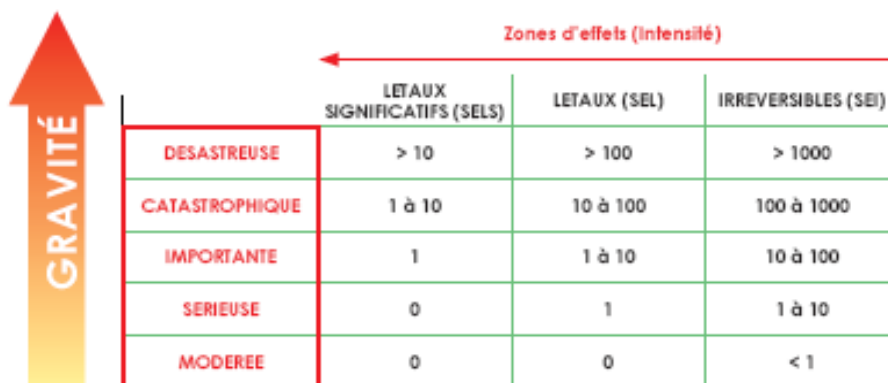 Zones d'effets (Intensité)
LETAUX SIGNIFICATIFS (SELS) LETAUX (SEL) IRREVERSIBLES (SEI)
GRAVITÉ
DESASTREUSE > 10 > 100 > 1000
CATASTROPHIQUE 1 à 10 10 à 100 100 à 1000
IMPORTANTE 1 1 à 10 10 à 100
SERIEUSE 0 1 1 à 10
MODEREE 0 0 < 1